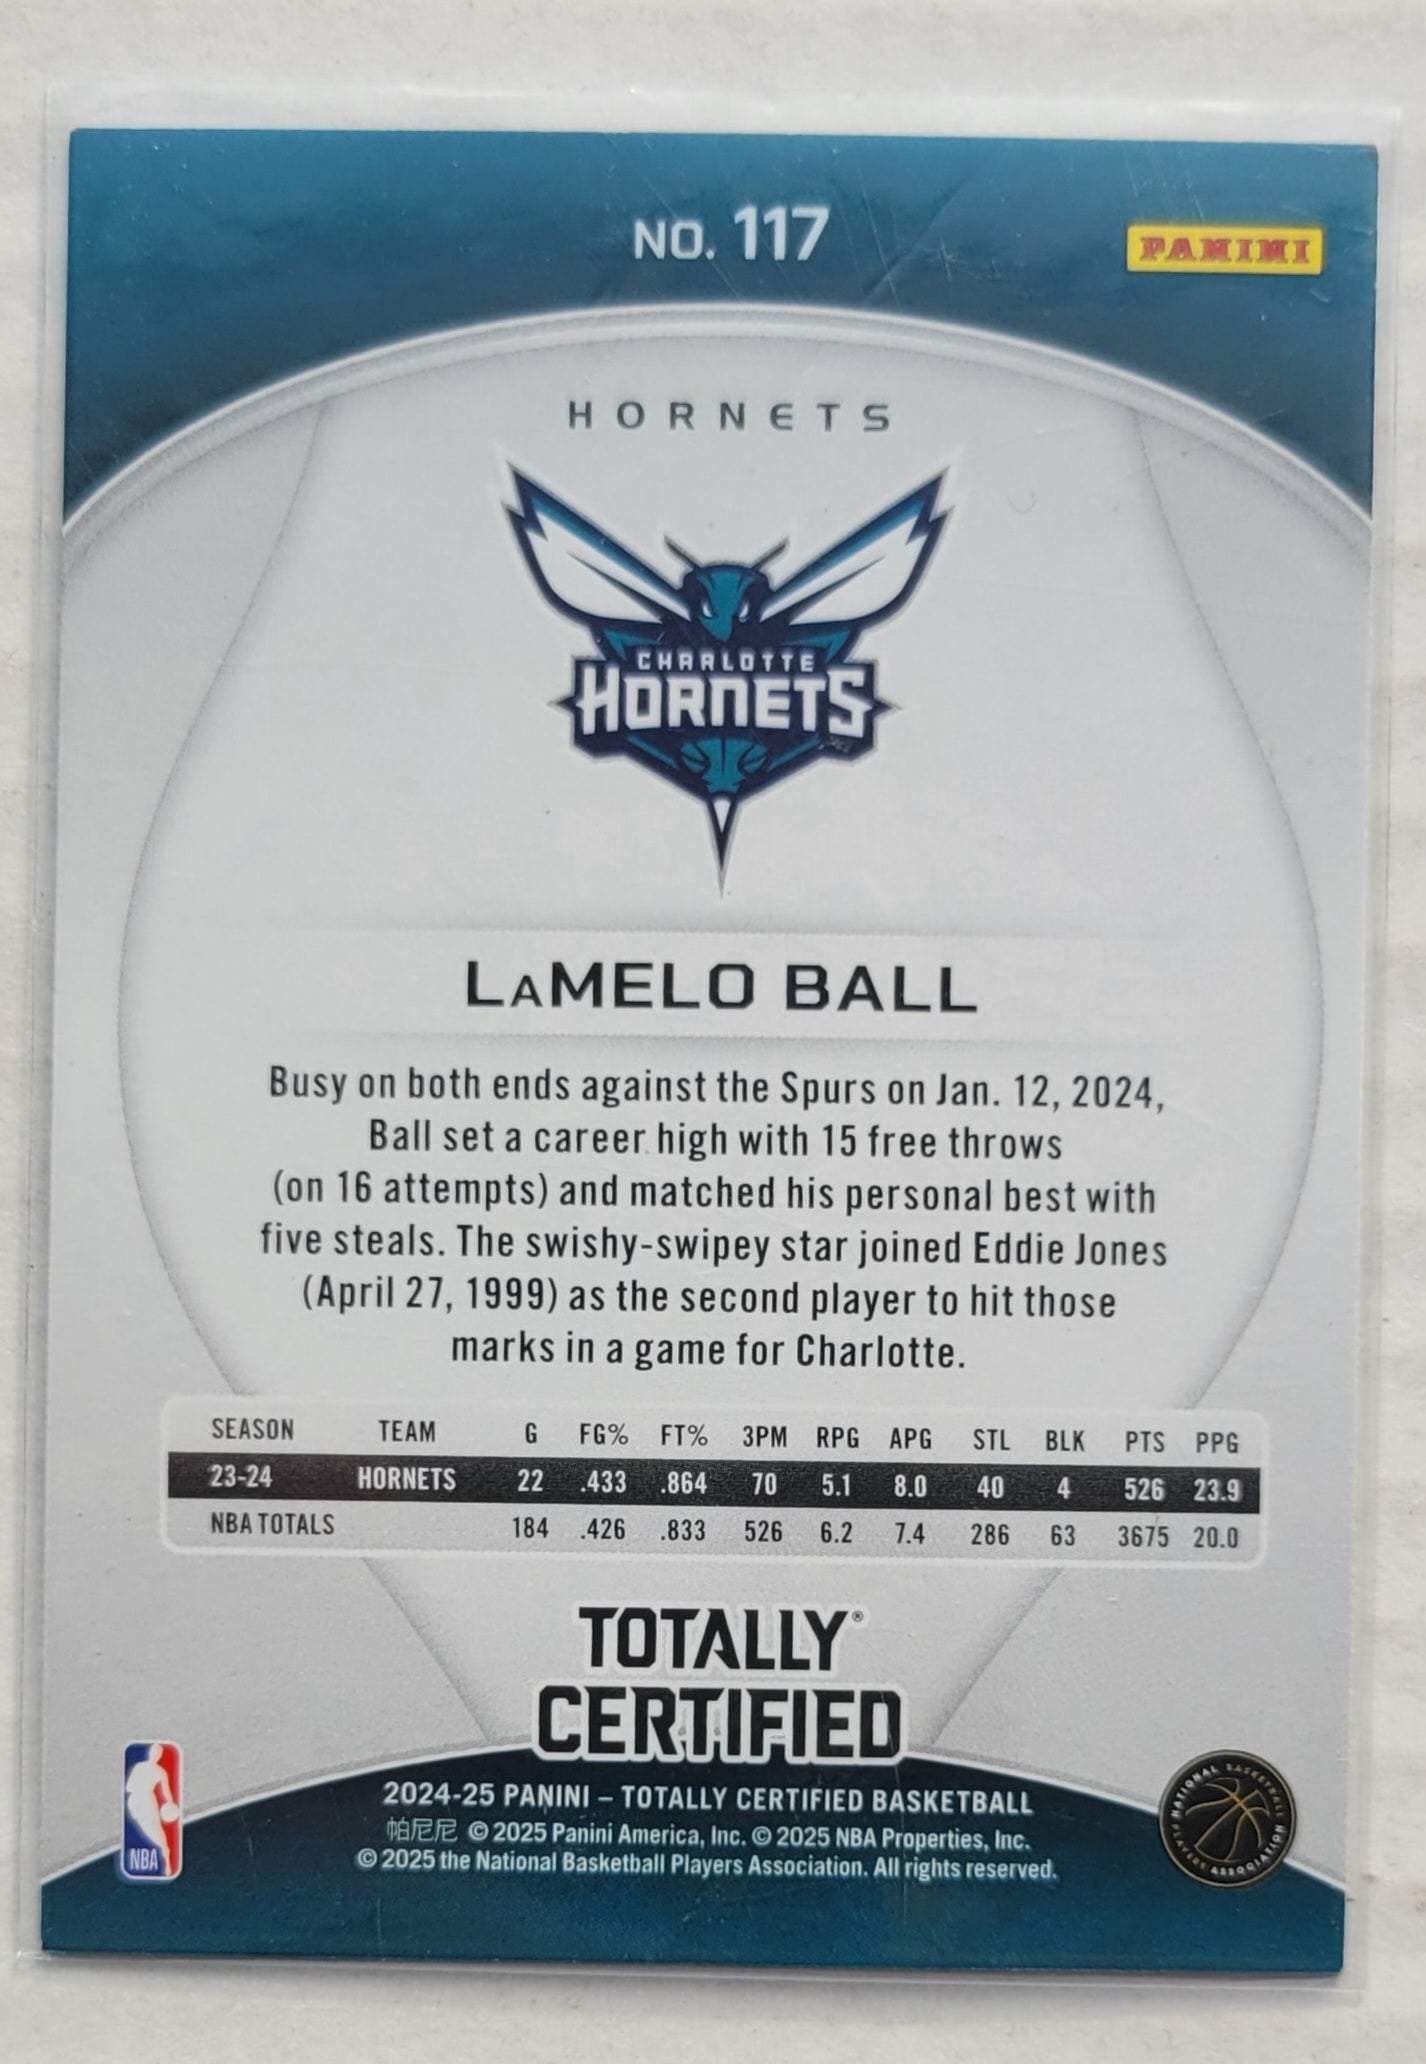 NO. 117
PANINI
HORNETS
CHARLOTTE
HORNETS
LAMELO BALL
Busy on both ends against the Spurs on Jan. 12, 2024,
Ball set a career high with 15 free throws
(on 16 attempts) and matched his personal best with
five steals. The swishy-swipey star joined Eddie Jones
(April 27, 1999) as the second player to hit those
marks in a game for Charlotte.
SEASON TEAM G FG% FT% 3PM RPG APG STL BLK PTS PPG
23-24 HORNETS 22 .433 .864 70 5.1 8.0 40 4 526 23.9
NBA TOTALS 184 .426 .833 526 6.2 7.4 286 63 3675 20.0
TOTALLY®
CERTIFIED
2024-25 PANINI – TOTALLY CERTIFIED BASKETBALL
帕尼尼 © 2025 Panini America, Inc. © 2025 NBA Properties, Inc.
© 2025 the National Basketball Players Association. All rights reserved.
NBA
NATIONAL BASKETBALL PLAYERS ASSOCIATION